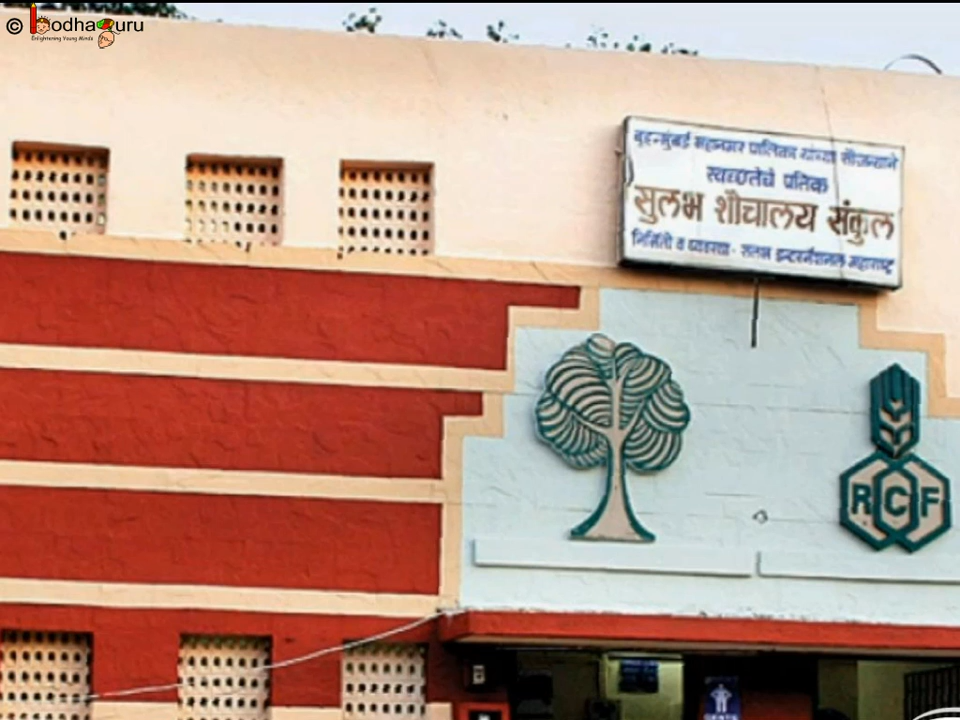 © BodhaGuru
Enlightening Young Minds
बृहन्मुंबई महानगर पालिका यांच्या सौजन्याने
स्वच्छतेचे प्रतिक
सुलभ शौचालय संकुल
निर्मिती व व्यवस्था - सुलभ इन्टरनॅशनल महाराष्ट्र
RCF
GENTS